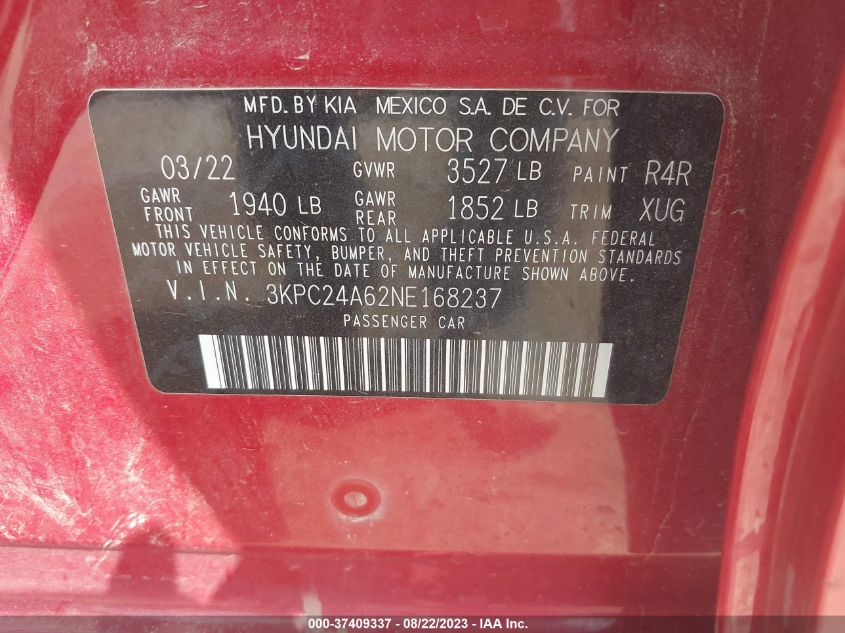 MFD. BY KIA MEXICO S.A. DE C.V. FOR
HYUNDAI MOTOR COMPANY
03/22 GVWR 3527 LB PAINT R4R
GAWR FRONT 1940 LB GAWR REAR 1852 LB TRIM XUG
THIS VEHICLE CONFORMS TO ALL APPLICABLE U.S.A. FEDERAL
MOTOR VEHICLE SAFETY, BUMPER, AND THEFT PREVENTION STANDARDS
IN EFFECT ON THE DATE OF MANUFACTURE SHOWN ABOVE.
V.I.N. 3KPC24A62NE168237
PASSENGER CAR
000-37409337 - 08/22/2023 - IAA Inc.